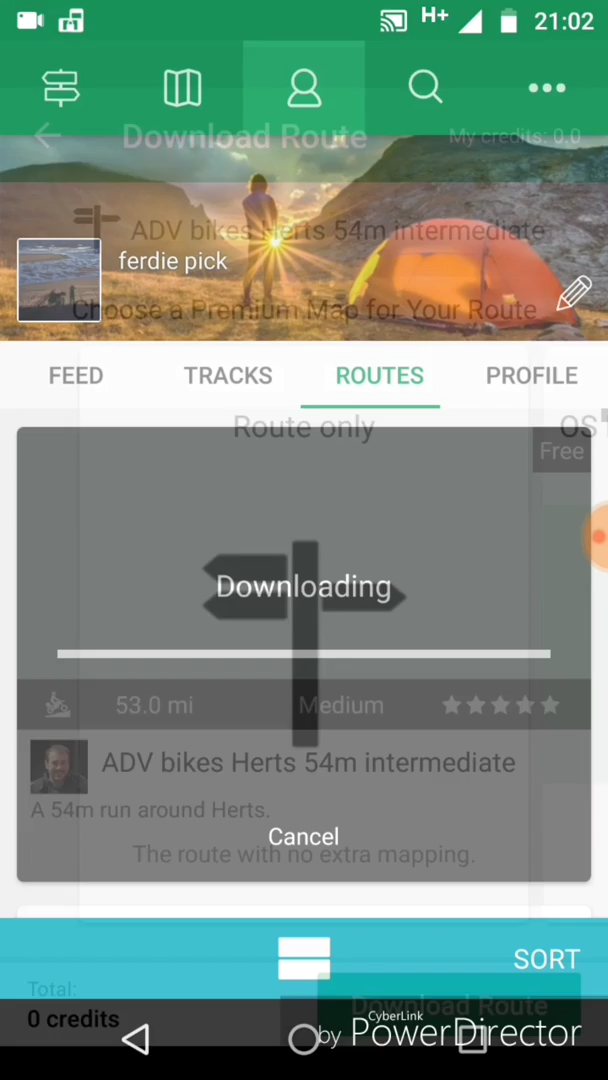 H+ 21:02
Download Route My credits: 0.0
ADV bikes Herts 54m intermediate
ferdie pick
Choose a Premium Map for Your Route
FEED TRACKS ROUTES PROFILE
Route only OS
Free
Downloading
53.0 mi Medium
ADV bikes Herts 54m intermediate
A 54m run around Herts.
Cancel
The route with no extra mapping.
SORT
Total:
0 credits Download Route
by CyberLink PowerDirector